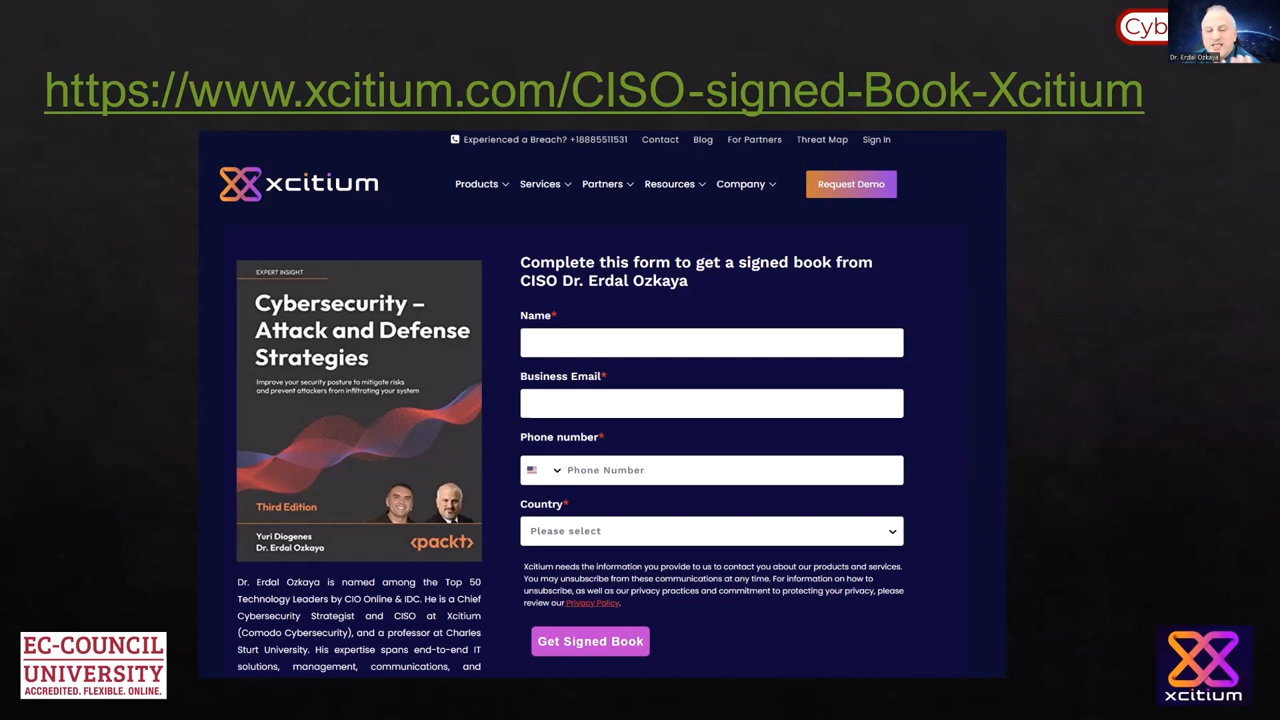 Cyb
Dr. Erdal Ozkaya
https://www.xcitium.com/CISO-signed-Book-Xcitium
Experienced a Breach? +18885511531 Contact Blog For Partners Threat Map Sign In
xcitium Products Services Partners Resources Company Request Demo
EXPERT INSIGHT
Cybersecurity –
Attack and Defense
Strategies
Improve your security posture to mitigate risks
and prevent attackers from infiltrating your system
Third Edition
Yuri Diogenes
Dr. Erdal Ozkaya
<packt>
Dr. Erdal Ozkaya is named among the Top 50
Technology Leaders by CIO Online & IDC. He is a Chief
Cybersecurity Strategist and CISO at Xcitium
(Comodo Cybersecurity), and a professor at Charles
Sturt University. His expertise spans end-to-end IT
solutions, management, communications, and
Complete this form to get a signed book from
CISO Dr. Erdal Ozkaya
Name*
Business Email*
Phone number*
Phone Number
Country*
Please select
Xcitium needs the information you provide to us to contact you about our products and services.
You may unsubscribe from these communications at any time. For information on how to
unsubscribe, as well as our privacy practices and commitment to protecting your privacy, please
review our Privacy Policy.
Get Signed Book
EC-COUNCIL
UNIVERSITY
ACCREDITED. FLEXIBLE. ONLINE.
xcitium